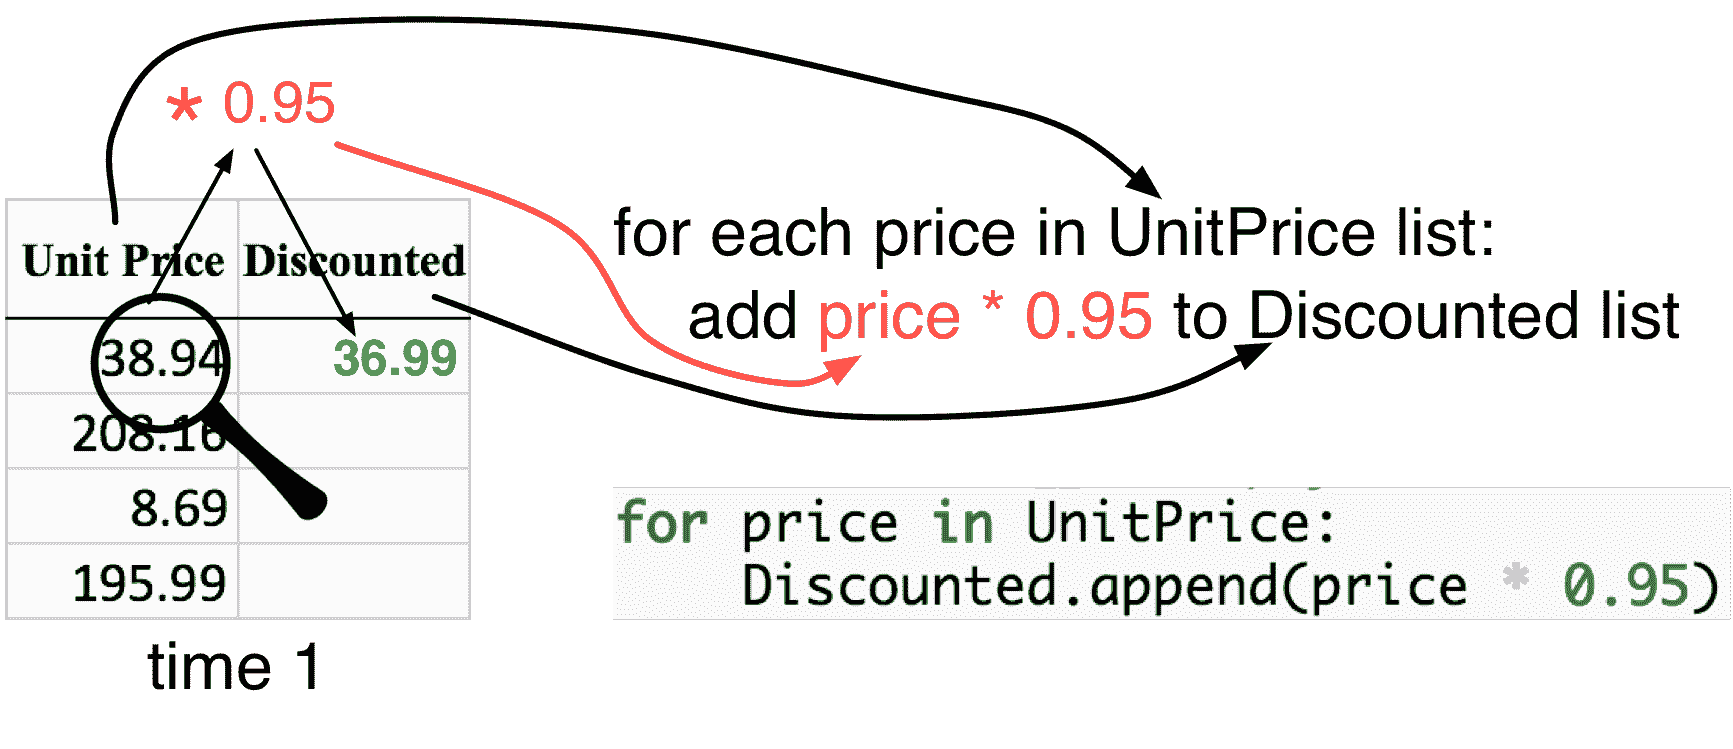 * 0.95
Unit Price Discounted
38.94 36.99
208.16
8.69
195.99
time 1
for each price in UnitPrice list:
add price * 0.95 to Discounted list
for price in UnitPrice:
Discounted.append(price * 0.95)